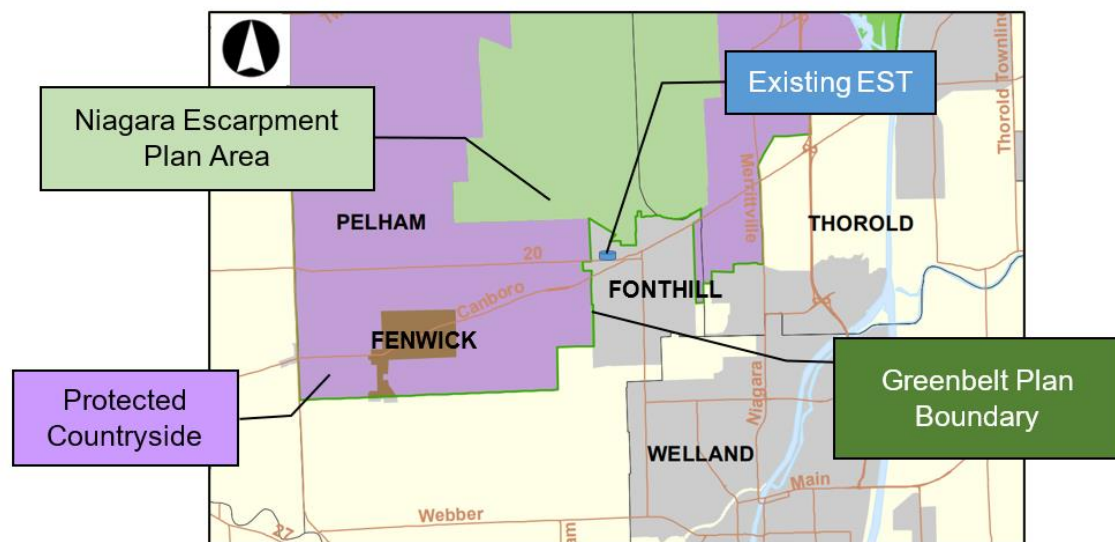 Existing EST
Niagara Escarpment
Plan Area
Thorold Townline
Merrittville
PELHAM
THOROLD
20
FONTHILL
Canboro
FENWICK
Protected
Countryside
Greenbelt Plan
Boundary
Niagara
WELLAND
Main
Webber
27